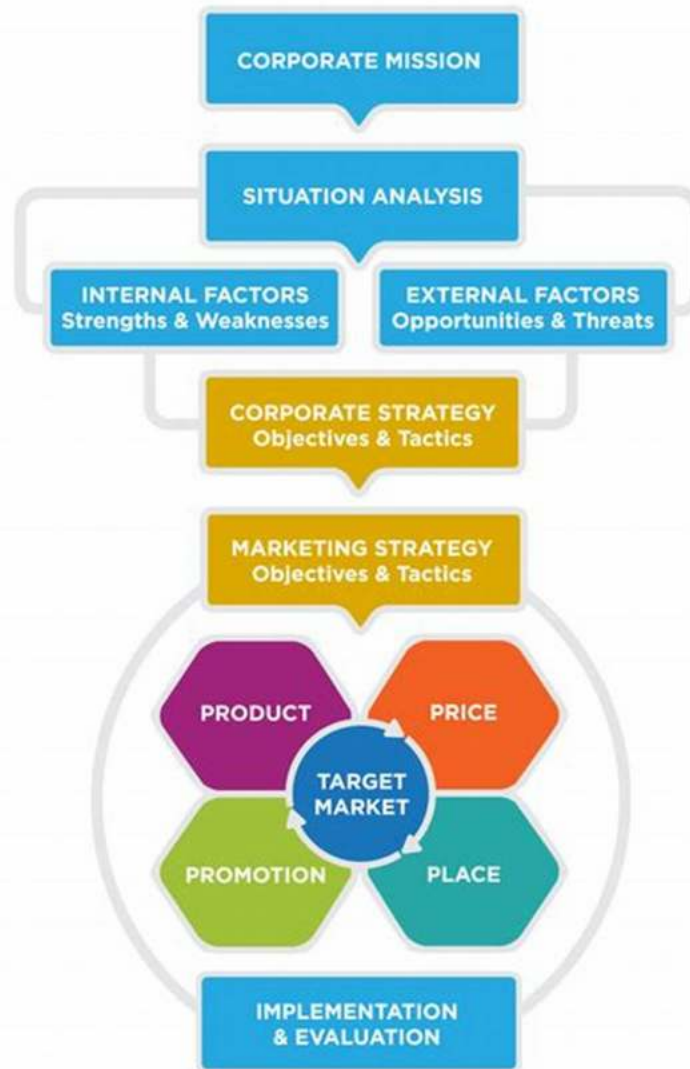 CORPORATE MISSION
SITUATION ANALYSIS
INTERNAL FACTORS
Strengths & Weaknesses
EXTERNAL FACTORS
Opportunities & Threats
CORPORATE STRATEGY
Objectives & Tactics
MARKETING STRATEGY
Objectives & Tactics
PRODUCT
PRICE
TARGET
MARKET
PROMOTION
PLACE
IMPLEMENTATION
& EVALUATION